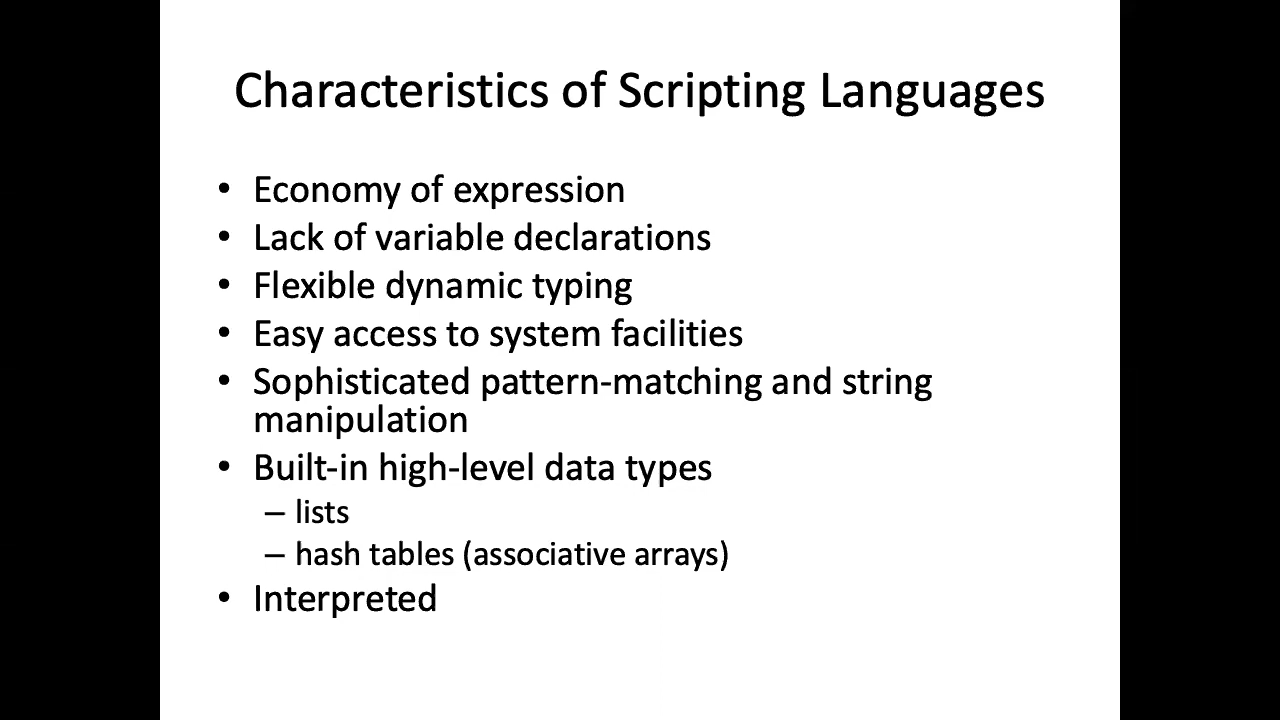 Characteristics of Scripting Languages
• Economy of expression
• Lack of variable declarations
• Flexible dynamic typing
• Easy access to system facilities
• Sophisticated pattern-matching and string
manipulation
• Built-in high-level data types
– lists
– hash tables (associative arrays)
• Interpreted